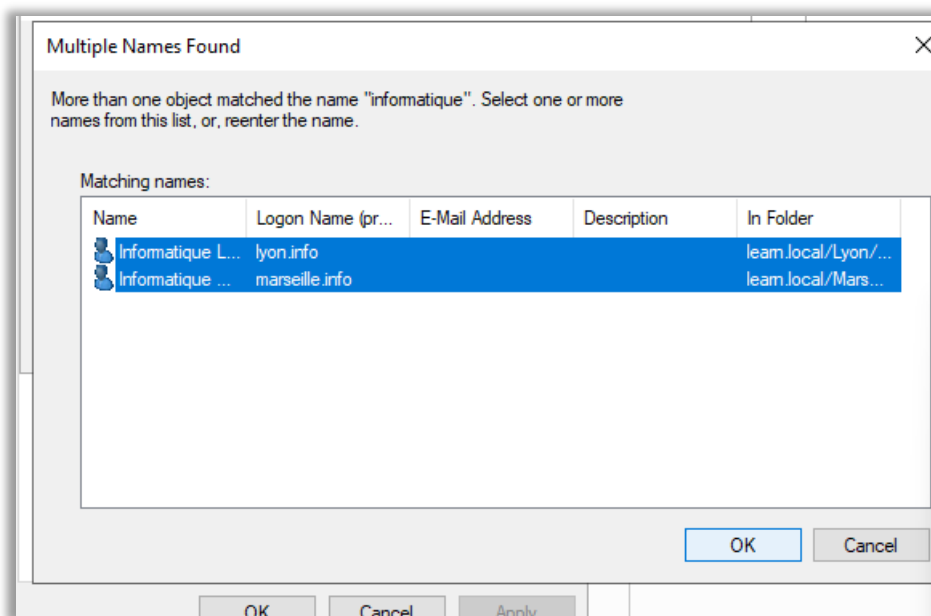 Multiple Names Found
More than one object matched the name "informatique". Select one or more
names from this list, or, reenter the name.
Matching names:
Name Logon Name (pr... E-Mail Address Description In Folder
Informatique L... lyon.info learn.local/Lyon/...
Informatique ... marseille.info learn.local/Mars...
OK Cancel
OK Cancel Apply